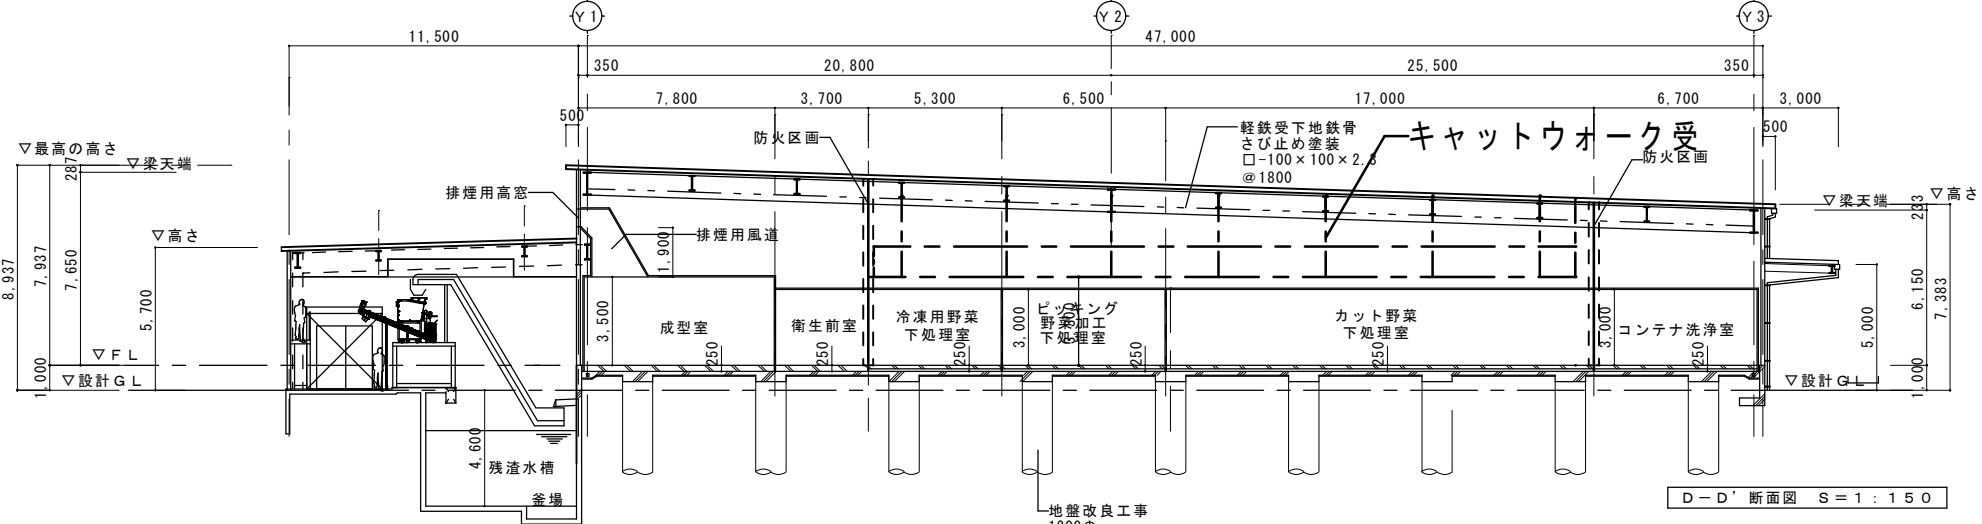 Y1
Y2
Y3
11,500
47,000
350
20,800
25,500
350
7,800
3,700
5,300
6,500
17,000
6,700
3,000
500
500
防火区画
軽鉄受下地鉄骨
さび止め塗装
□-100×100×2.3
@1800
キャットウォーク受
防火区画
▽最高の高さ
▽梁天端
287
排煙用高窓
▽梁天端
▽高さ
233
▽高さ
排煙用風道
1,900
8,937
7,937
7,650
5,700
6,150
7,383
5,000
3,500
成型室
衛生前室
冷凍用野菜
下処理室
3,000
ピッキング
野菜加工
下処理室
カット野菜
下処理室
3,000
コンテナ洗浄室
250
250
250
250
250
250
▽FL
▽設計GL
1,000
▽設計GL
1,000
4,600
残渣水槽
釜場
地盤改良工事
D-D' 断面図 S=1:150